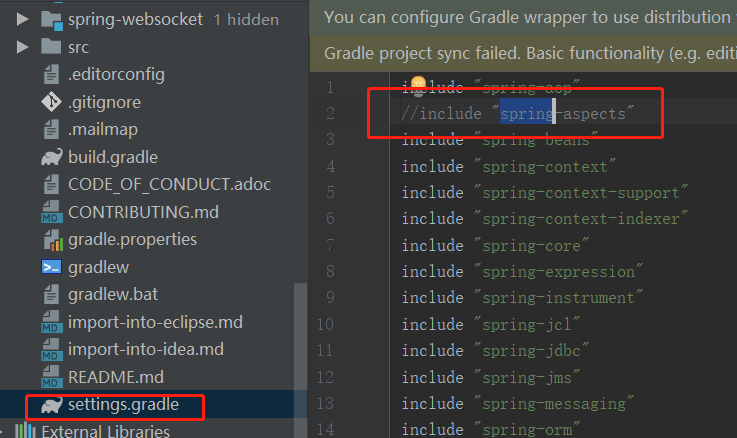 spring-websocket 1 hidden
src
.editorconfig
.gitignore
.mailmap
build.gradle
CODE_OF_CONDUCT.adoc
CONTRIBUTING.md
gradle.properties
gradlew
gradlew.bat
import-into-eclipse.md
import-into-idea.md
README.md
settings.gradle
External Libraries
You can configure Gradle wrapper to use distribution
Gradle project sync failed. Basic functionality (e.g. editi
1 include "spring-aop"
2 //include "spring-aspects"
3 include "spring-beans"
4 include "spring-context"
5 include "spring-context-support"
6 include "spring-context-indexer"
7 include "spring-core"
8 include "spring-expression"
9 include "spring-instrument"
10 include "spring-jcl"
11 include "spring-jdbc"
12 include "spring-jms"
13 include "spring-messaging"
14 include "spring-orm"